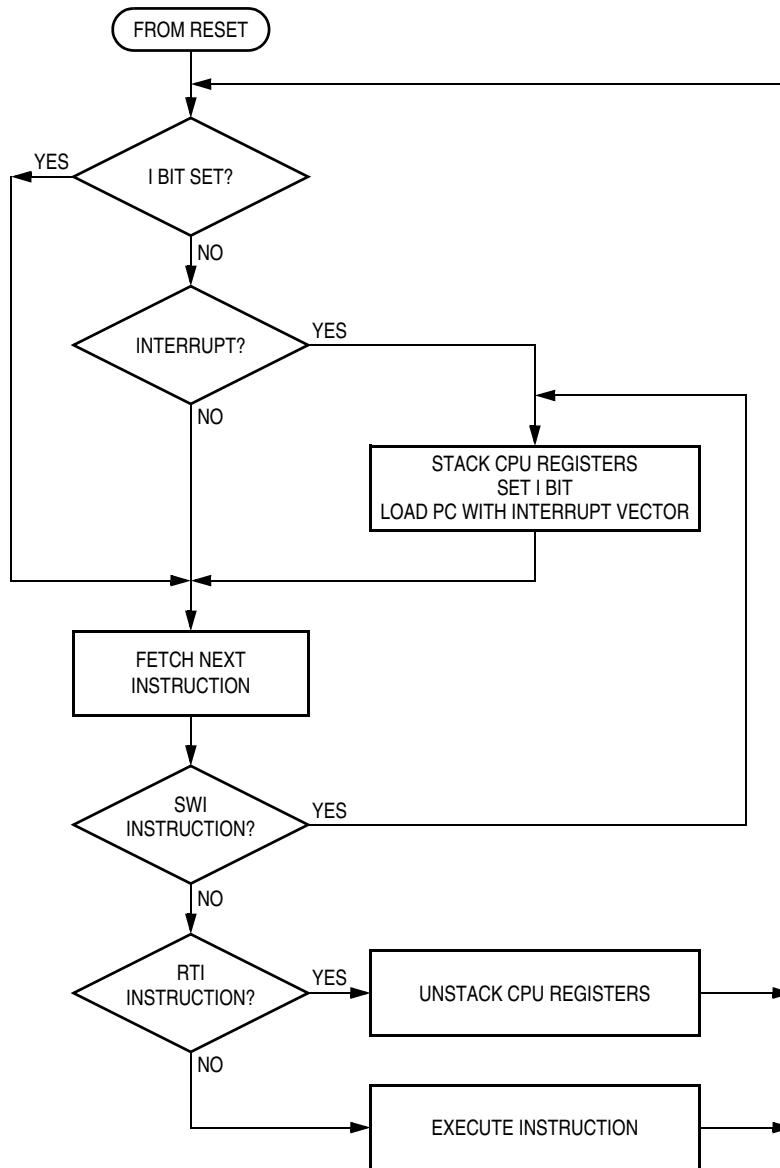 FROM RESET
YES
I BIT SET?
NO
INTERRUPT?
YES
NO
STACK CPU REGISTERS
SET I BIT
LOAD PC WITH INTERRUPT VECTOR
FETCH NEXT
INSTRUCTION
SWI
INSTRUCTION?
YES
NO
RTI
INSTRUCTION?
YES
UNSTACK CPU REGISTERS
NO
EXECUTE INSTRUCTION